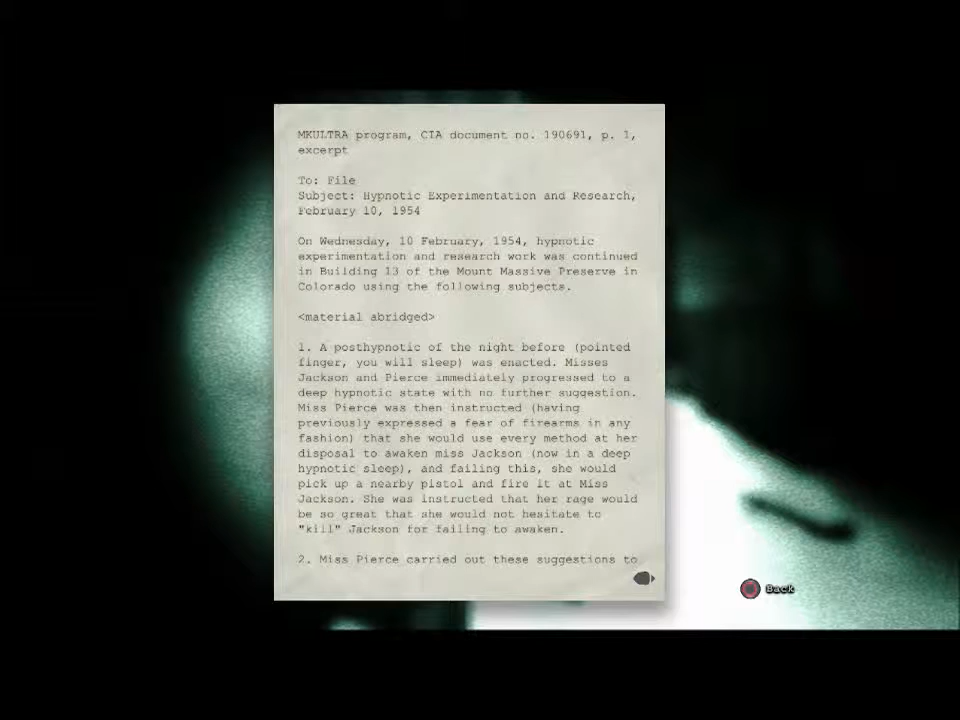 MKULTRA program, CIA document no. 190691, p. 1,
excerpt
To: File
Subject: Hypnotic Experimentation and Research,
February 10, 1954
On Wednesday, 10 February, 1954, hypnotic
experimentation and research work was continued
in Building 13 of the Mount Massive Preserve in
Colorado using the following subjects.
<material abridged>
1. A posthypnotic of the night before (pointed
finger, you will sleep) was enacted. Misses
Jackson and Pierce immediately progressed to a
deep hypnotic state with no further suggestion.
Miss Pierce was then instructed (having
previously expressed a fear of firearms in any
fashion) that she would use every method at her
disposal to awaken miss Jackson (now in a deep
hypnotic sleep), and failing this, she would
pick up a nearby pistol and fire it at Miss
Jackson. She was instructed that her rage would
be so great that she would not hesitate to
"kill" Jackson for failing to awaken.
2. Miss Pierce carried out these suggestions to
Back